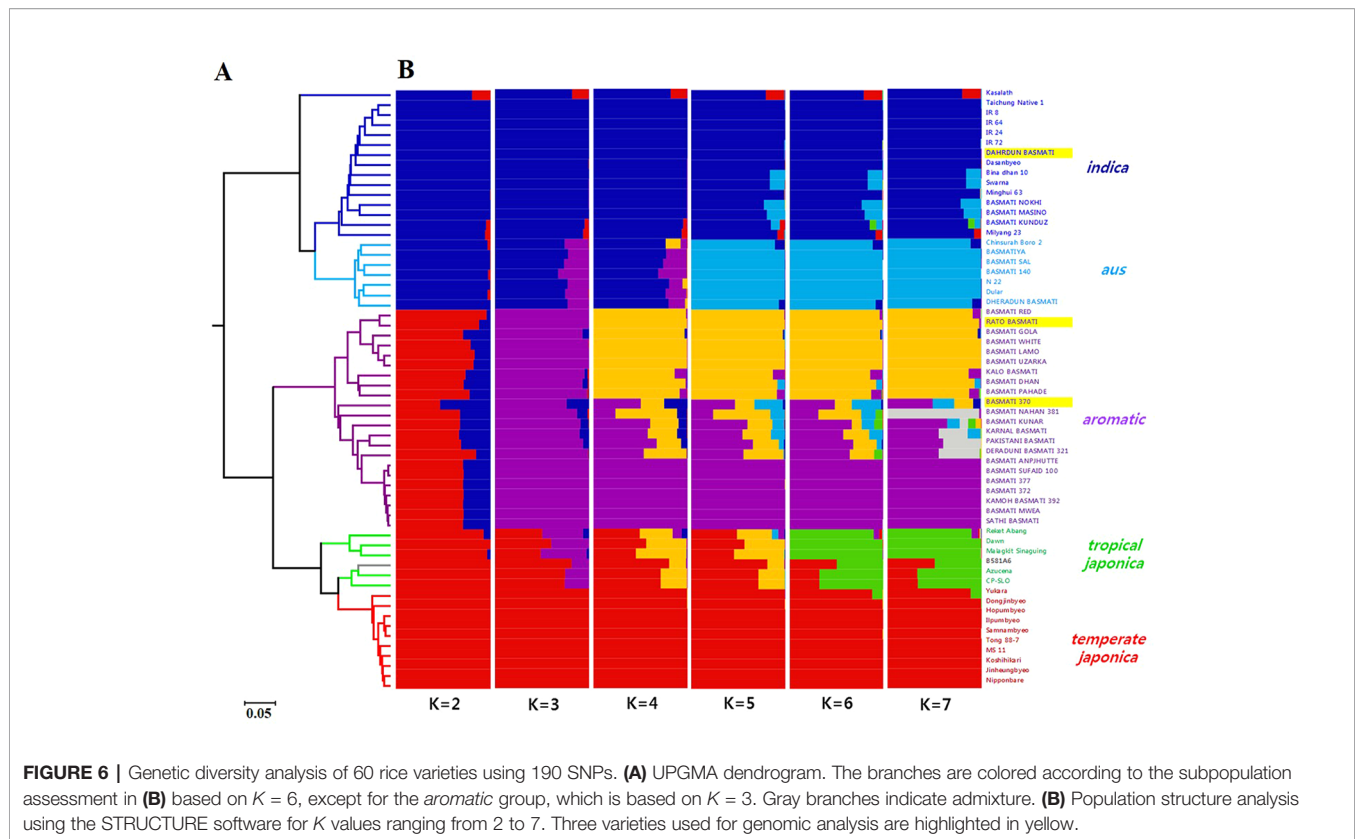 A
B
Kasalath
Taichung Native 1
IR 8
IR 64
IR 24
IR 72
DAHRDUN BASMATI
Dasanbyeo
Bina dhan 10
Swarna
Minghui 63
BASMATI NOKHI
BASMATI MASINO
BASMATI KUNDUZ
Milyang 23
Chinsurah Boro 2
BASMATIYA
BASMATI SAL
BASMATI 140
N 22
Dular
DHERADUN BASMATI
BASMATI RED
RATO BASMATI
BASMATI GOLA
BASMATI WHITE
BASMATI LAMO
BASMATI UZARKA
KALO BASMATI
BASMATI DHAN
BASMATI PAHADE
BASMATI 370
BASMATI NAHAN 381
BASMATI KUNAR
KARNAL BASMATI
PAKISTANI BASMATI
DERADUNI BASMATI 321
BASMATI ANPJHUTTE
BASMATI SUFAID 100
BASMATI 377
BASMATI 372
KAMOH BASMATI 392
BASMATI MWEA
SATHI BASMATI
Reket Abang
Dawn
Malagkit Sinaguing
B581A6
Azucena
CP-SLO
Yukara
Dongjinbyeo
Hopumbyeo
Ilpumbyeo
Samnambyeo
Tong 88-7
MS 11
Koshihikari
Jinheungbyeo
Nipponbare
indica
aus
aromatic
tropical
japonica
temperate
japonica
0.05
K=2
K=3
K=4
K=5
K=6
K=7
FIGURE 6 | Genetic diversity analysis of 60 rice varieties using 190 SNPs. (A) UPGMA dendrogram. The branches are colored according to the subpopulation
assessment in (B) based on K = 6, except for the aromatic group, which is based on K = 3. Gray branches indicate admixture. (B) Population structure analysis
using the STRUCTURE software for K values ranging from 2 to 7. Three varieties used for genomic analysis are highlighted in yellow.